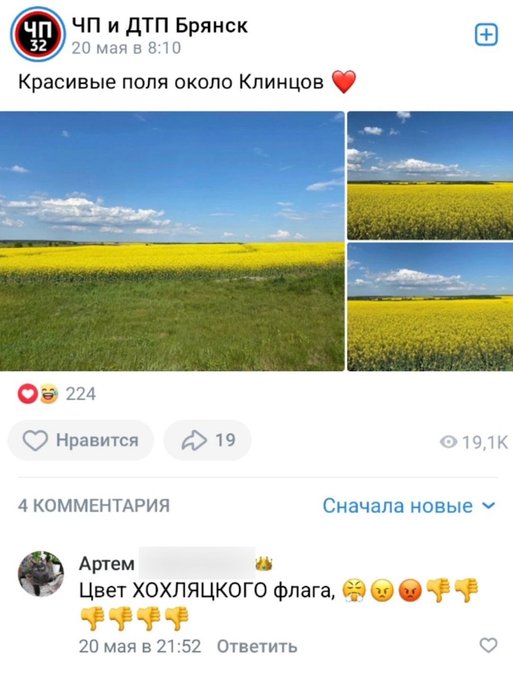 ЧП
32
ЧП и ДТП Брянск
20 мая в 8:10
Красивые поля около Клинцов ❤️
224
Нравится
19
19,1K
4 КОММЕНТАРИЯ
Сначала новые
Артем
Цвет ХОХЛЯЦКОГО флага, 😤😠😡👎👎
👎👎👎👎
20 мая в 21:52 Ответить